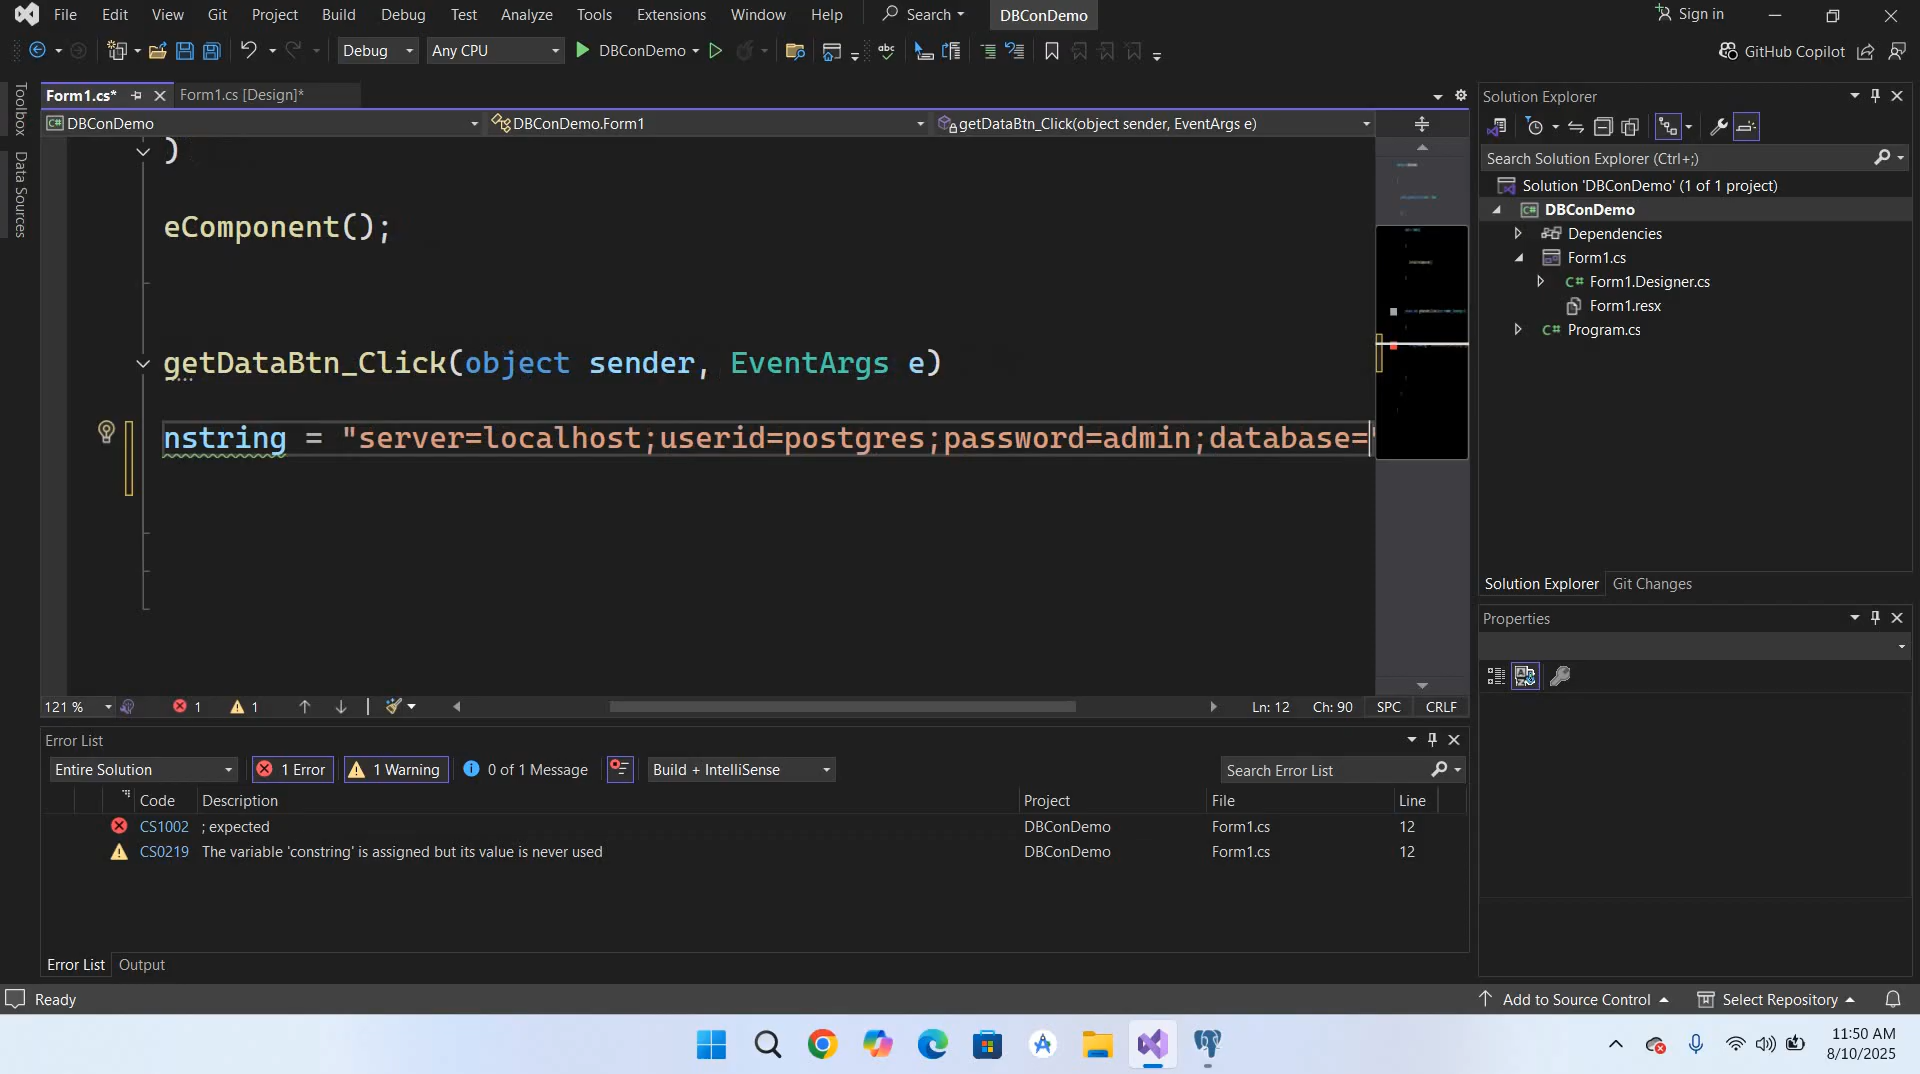 File Edit View Git Project Build Debug Test Analyze Tools Extensions Window Help Search DBConDemo Sign in
Debug Any CPU DBConDemo GitHub Copilot
Toolbox
Data Sources
Form1.cs* Form1.cs [Design]*
DBConDemo DBConDemo.Form1 getDataBtn_Click(object sender, EventArgs e)
)
eComponent();
getDataBtn_Click(object sender, EventArgs e)
nstring = "server=localhost;userid=postgres;password=admin;database="
121 % 1 1 Ln: 12 Ch: 90 SPC CRLF
Error List
Entire Solution 1 Error 1 Warning 0 of 1 Message Build + IntelliSense Search Error List
Code Description Project File Line
CS1002 ; expected DBConDemo Form1.cs 12
CS0219 The variable 'constring' is assigned but its value is never used DBConDemo Form1.cs 12
Error List Output
Solution Explorer
Search Solution Explorer (Ctrl+;)
Solution 'DBConDemo' (1 of 1 project)
DBConDemo
Dependencies
Form1.cs
C# Form1.Designer.cs
Form1.resx
C# Program.cs
Solution Explorer Git Changes
Properties
Ready Add to Source Control Select Repository
11:50 AM
8/10/2025